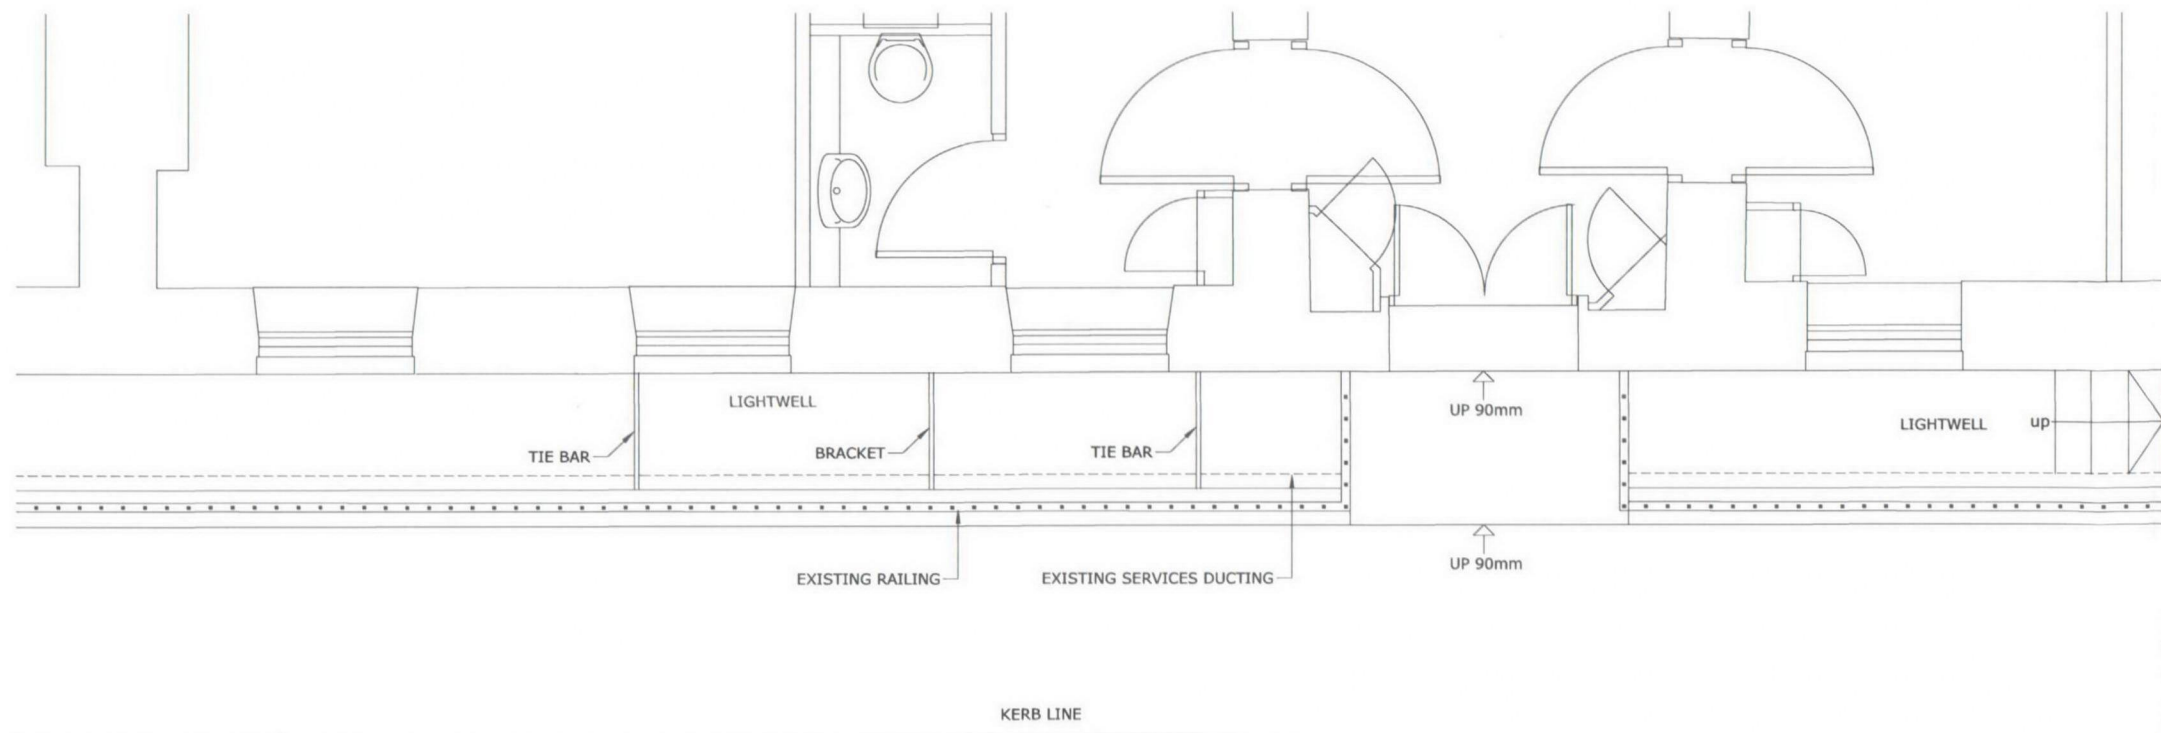 LIGHTWELL
UP 90mm
LIGHTWELL
up
TIE BAR
BRACKET
TIE BAR
UP 90mm
EXISTING RAILING
EXISTING SERVICES DUCTING
KERB LINE